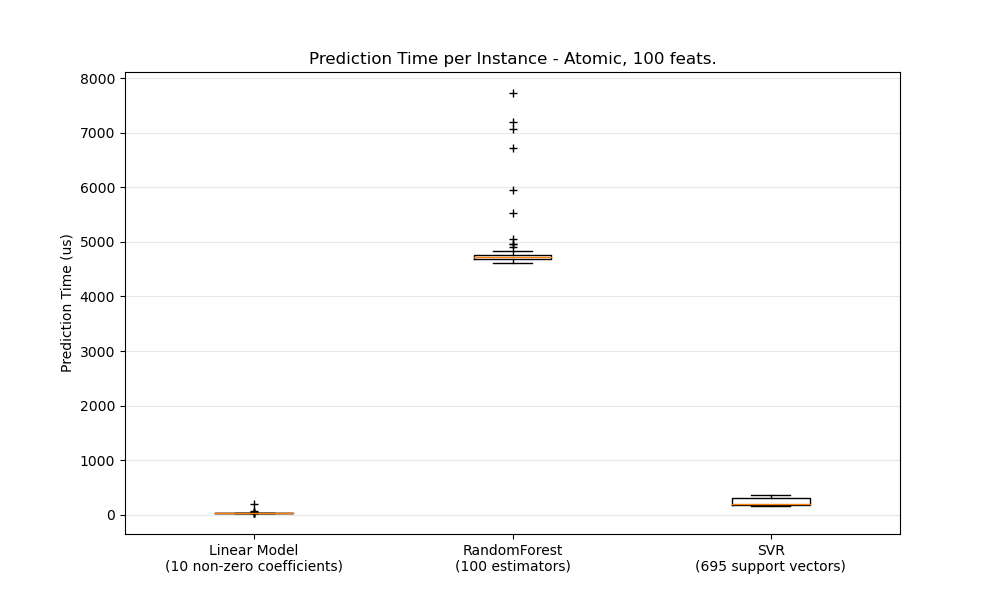 Prediction Time per Instance - Atomic, 100 feats.
8000
7000
6000
5000
4000
3000
2000
1000
0
Prediction Time (us)
Linear Model
(10 non-zero coefficients)
RandomForest
(100 estimators)
SVR
(695 support vectors)